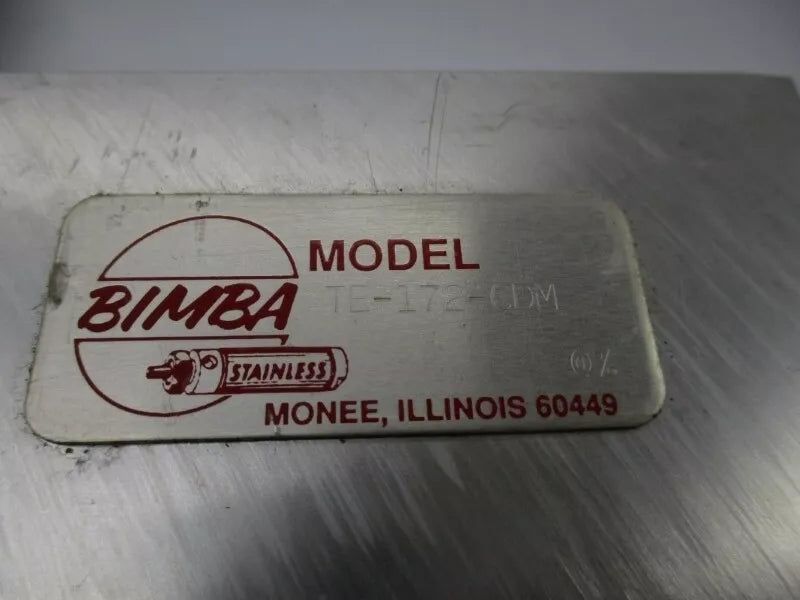 MODEL
BIMBA
TE-172-CDM
STAINLESS
MONEE, ILLINOIS 60449